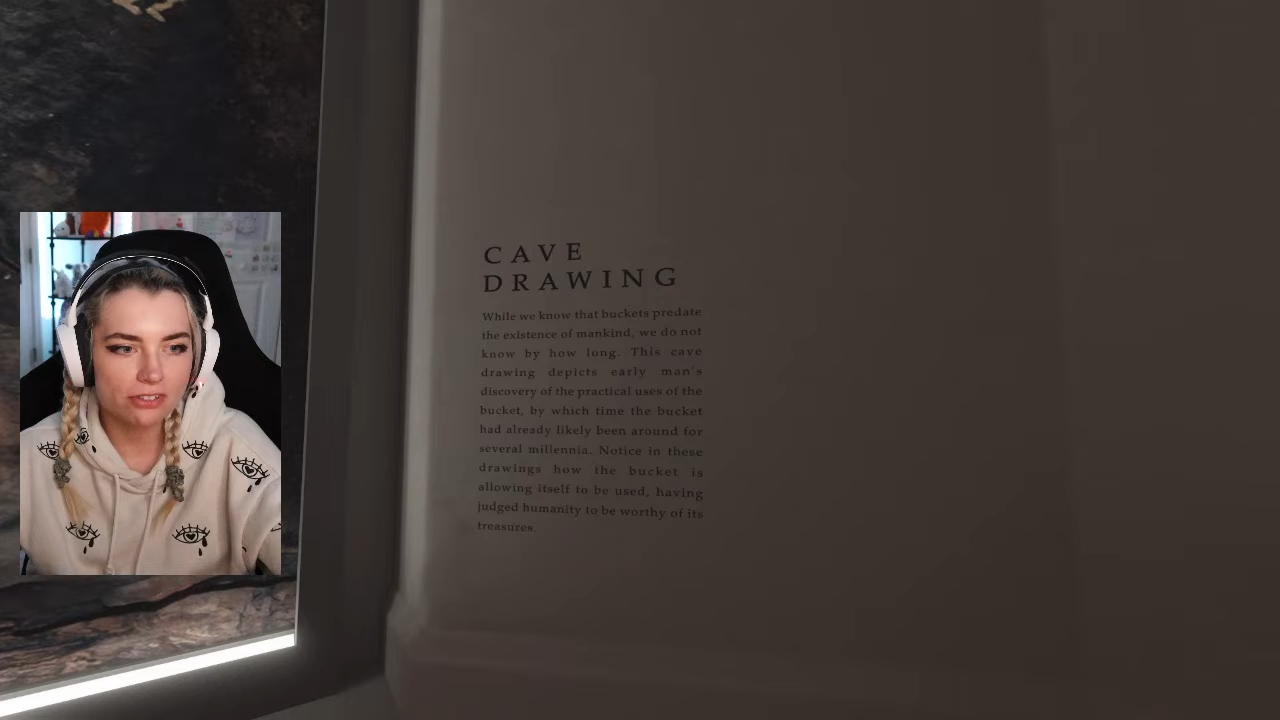 CAVE
DRAWING
While we know that buckets predate
the existence of mankind, we do not
know by how long. This cave
drawing depicts early man's
discovery of the practical uses of the
bucket, by which time the bucket
had already likely been around for
several millennia. Notice in these
drawings how the bucket is
allowing itself to be used, having
judged humanity to be worthy of its
treasures.